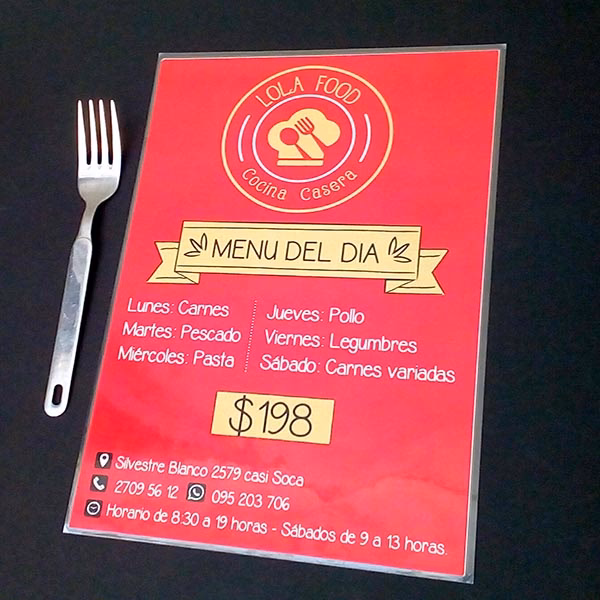 LOLA FOOD
Cocina Casera
MENU DEL DIA
Lunes: Carnes
Martes: Pescado
Miércoles: Pasta
Jueves: Pollo
Viernes: Legumbres
Sábado: Carnes variadas
$198
Silvestre Blanco 2579 casi Soca
2709 56 12 095 203 706
Horario de 8:30 a 19 horas - Sábados de 9 a 13 horas.